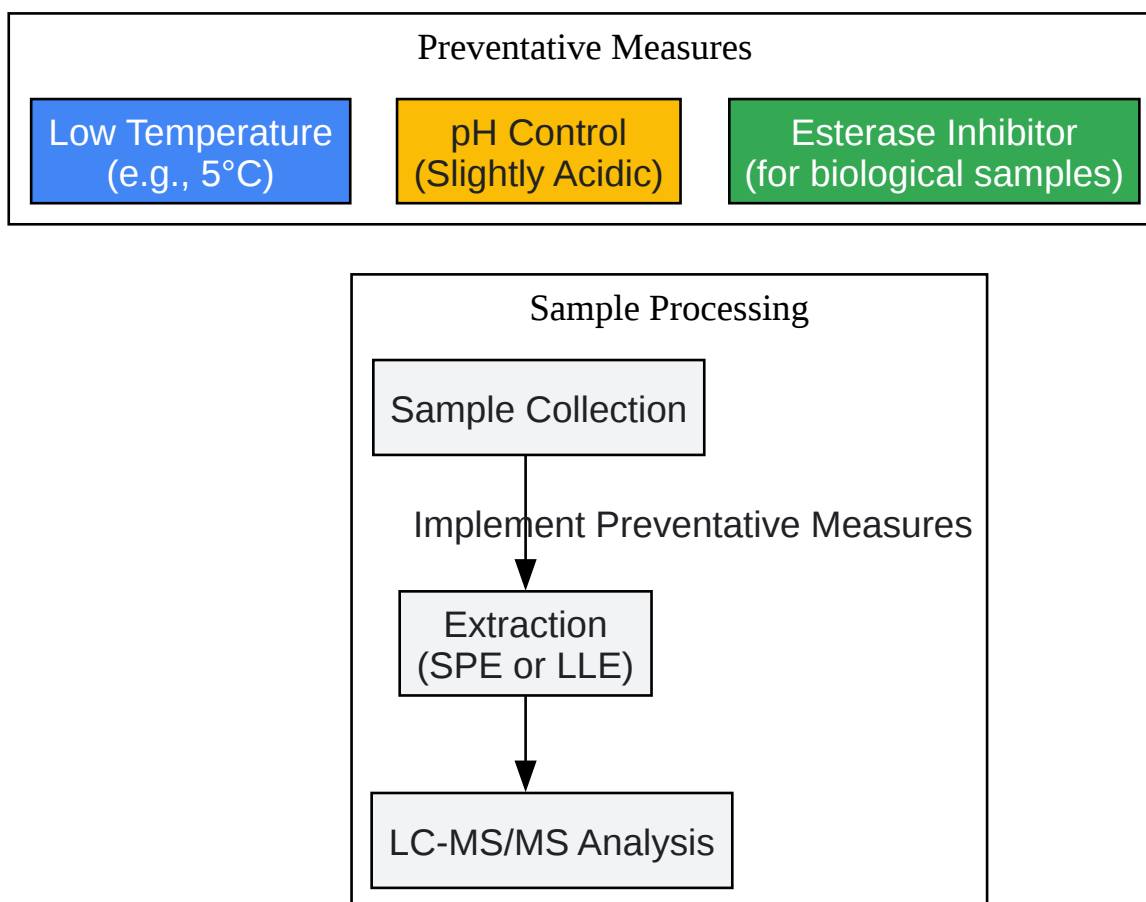 Preventative Measures
Low Temperature
(e.g., 5°C)
pH Control
(Slightly Acidic)
Esterase Inhibitor
(for biological samples)
Sample Processing
Sample Collection
Implement Preventative Measures
Extraction
(SPE or LLE)
LC-MS/MS Analysis